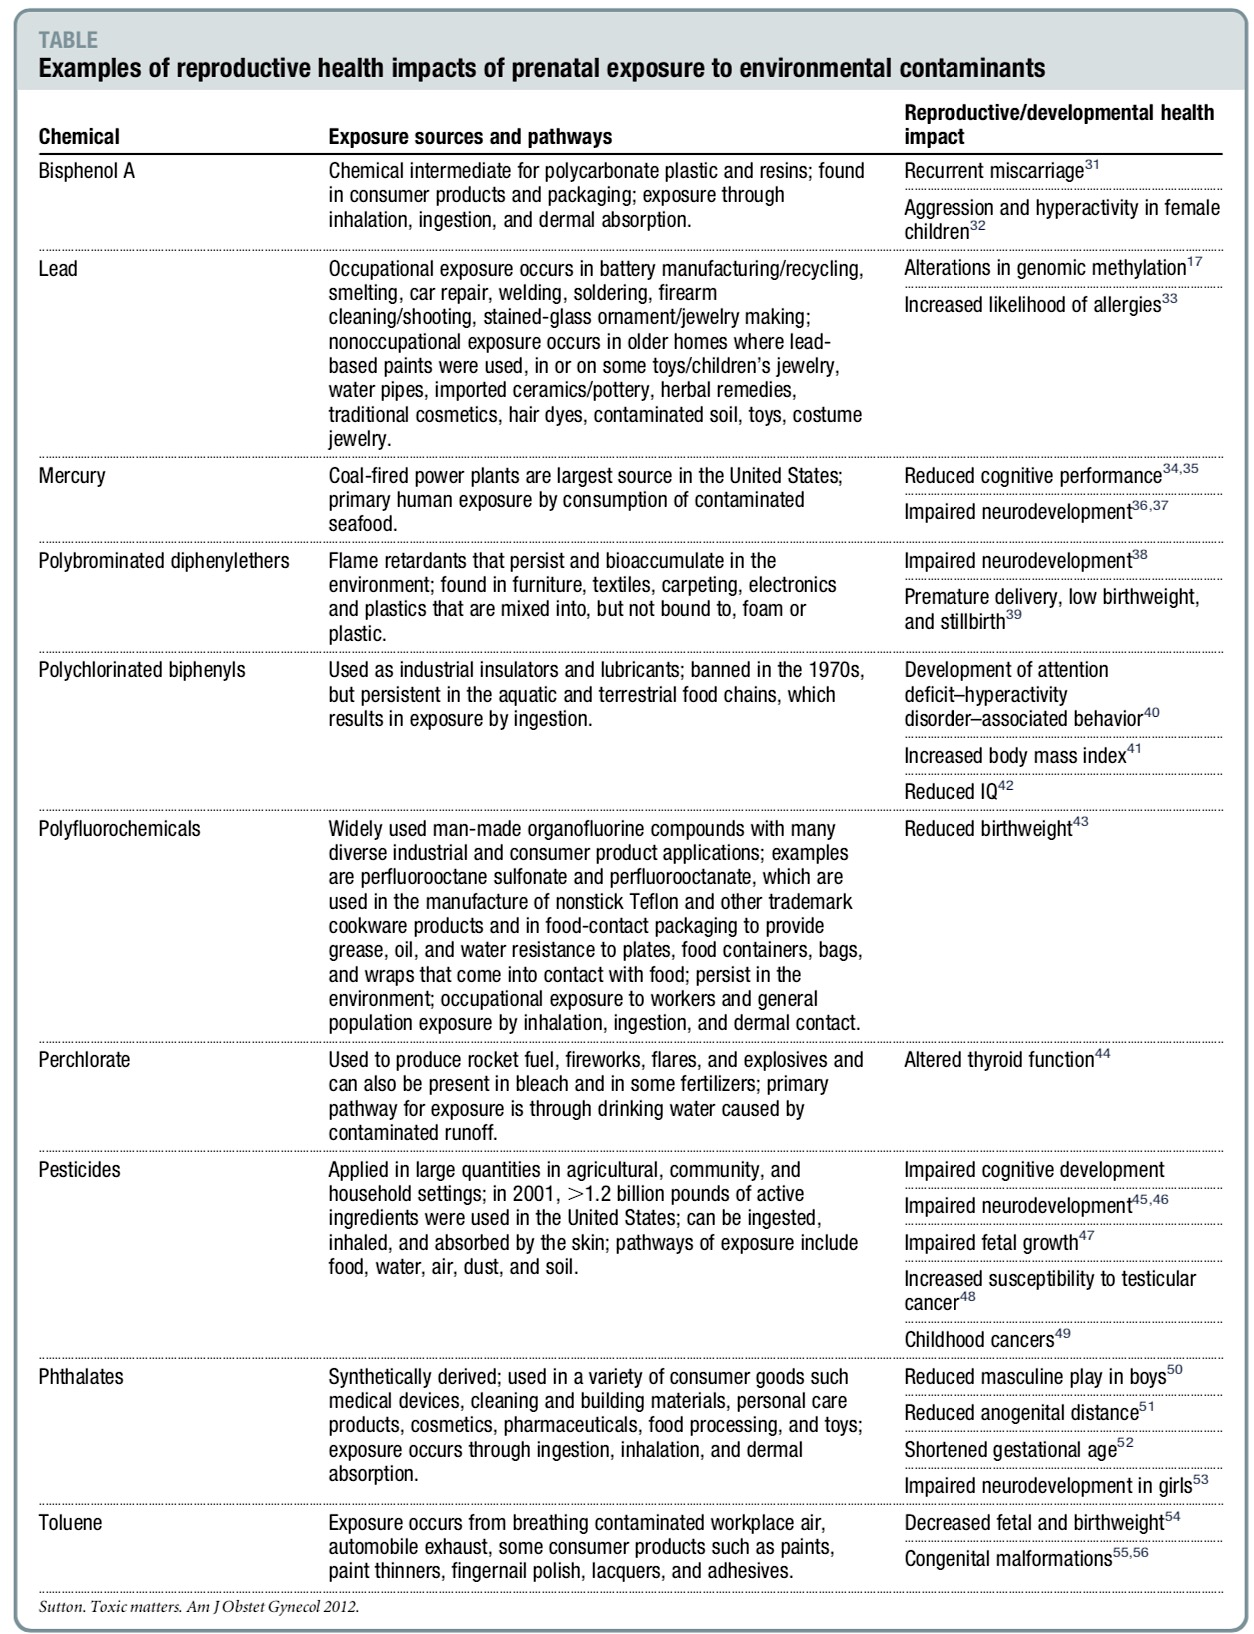 TABLE
Examples of reproductive health impacts of prenatal exposure to environmental contaminants
Chemical
Exposure sources and pathways
Reproductive/developmental health
impact
Bisphenol A
Chemical intermediate for polycarbonate plastic and resins; found
in consumer products and packaging; exposure through
inhalation, ingestion, and dermal absorption.
Recurrent miscarriage31
Aggression and hyperactivity in female
children32
Lead
Occupational exposure occurs in battery manufacturing/recycling,
smelting, car repair, welding, soldering, firearm
cleaning/shooting, stained-glass ornament/jewelry making;
nonoccupational exposure occurs in older homes where lead-
based paints were used, in or on some toys/children's jewelry,
water pipes, imported ceramics/pottery, herbal remedies,
traditional cosmetics, hair dyes, contaminated soil, toys, costume
jewelry.
Alterations in genomic methylation17
Increased likelihood of allergies33
Mercury
Coal-fired power plants are largest source in the United States;
primary human exposure by consumption of contaminated
seafood.
Reduced cognitive performance34,35
Impaired neurodevelopment36,37
Polybrominated diphenylethers
Flame retardants that persist and bioaccumulate in the
environment; found in furniture, textiles, carpeting, electronics
and plastics that are mixed into, but not bound to, foam or
plastic.
Impaired neurodevelopment38
Premature delivery, low birthweight,
and stillbirth39
Polychlorinated biphenyls
Used as industrial insulators and lubricants; banned in the 1970s,
but persistent in the aquatic and terrestrial food chains, which
results in exposure by ingestion.
Development of attention
deficit–hyperactivity
disorder–associated behavior40
Increased body mass index41
Reduced IQ42
Polyfluorochemicals
Widely used man-made organofluorine compounds with many
diverse industrial and consumer product applications; examples
are perfluorooctane sulfonate and perfluorooctanate, which are
used in the manufacture of nonstick Teflon and other trademark
cookware products and in food-contact packaging to provide
grease, oil, and water resistance to plates, food containers, bags,
and wraps that come into contact with food; persist in the
environment; occupational exposure to workers and general
population exposure by inhalation, ingestion, and dermal contact.
Reduced birthweight43
Perchlorate
Used to produce rocket fuel, fireworks, flares, and explosives and
can also be present in bleach and in some fertilizers; primary
pathway for exposure is through drinking water caused by
contaminated runoff.
Altered thyroid function44
Pesticides
Applied in large quantities in agricultural, community, and
household settings; in 2001, >1.2 billion pounds of active
ingredients were used in the United States; can be ingested,
inhaled, and absorbed by the skin; pathways of exposure include
food, water, air, dust, and soil.
Impaired cognitive development
Impaired neurodevelopment45,46
Impaired fetal growth47
Increased susceptibility to testicular
cancer48
Childhood cancers49
Phthalates
Synthetically derived; used in a variety of consumer goods such
medical devices, cleaning and building materials, personal care
products, cosmetics, pharmaceuticals, food processing, and toys;
exposure occurs through ingestion, inhalation, and dermal
absorption.
Reduced masculine play in boys50
Reduced anogenital distance51
Shortened gestational age52
Impaired neurodevelopment in girls53
Toluene
Exposure occurs from breathing contaminated workplace air,
automobile exhaust, some consumer products such as paints,
paint thinners, fingernail polish, lacquers, and adhesives.
Decreased fetal and birthweight54
Congenital malformations55,56
Sutton. Toxic matters. Am J Obstet Gynecol 2012.